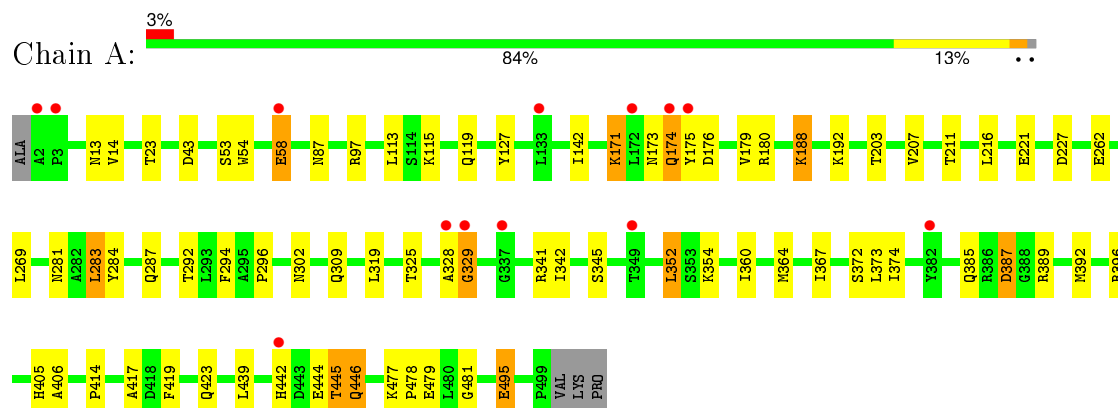 3%
Chain A:
84%
13%
ALA A2 P3 N13 V14 T23 D43 S53 W54 E58 N87 R97 L113 S114 K115 Q119 Y127 L133 I142 K171 L172 N173 Q174 Y175 D176 V179 R180 K188 K192 T203 V207 T211 L216 E221 D227 E262
L269 N281 A282 L283 Y284 Q287 T292 L293 F294 A295 P296 N302 Q309 L319 T325 A328 G329 G337 R341 I342 S345 T349 L352 S353 K354 I360 M364 I367 S372 L373 I374 Y382 Q385 R386 D387 G388 R389 M392
H405 A406 P414 A417 D418 F419 Q423 L439 H442 D443 E444 T445 Q446 K477 P478 E479 L480 G481 E495 P499 VAL LYS PRO